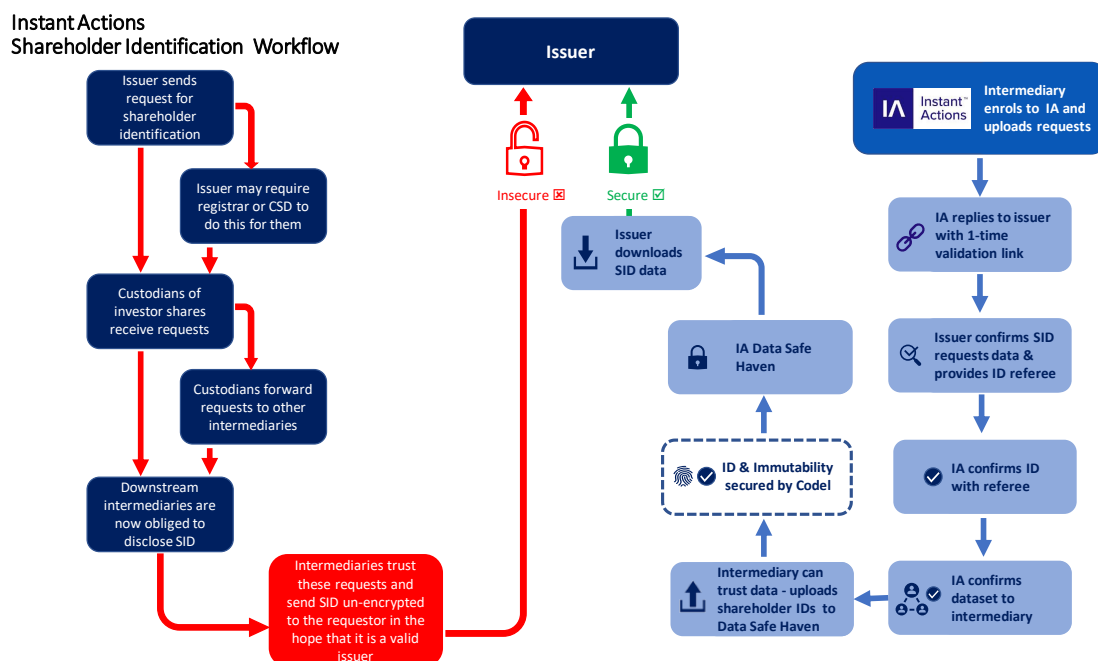 Instant Actions
Shareholder Identification Workflow
Issuer sends
request for
shareholder
identification
Issuer may require
registrar or CSD to
do this for them
Custodians of
investor shares
receive requests
Custodians forward
requests to other
intermediaries
Downstream
intermediaries are
now obliged to
disclose SID
Intermediaries trust
these requests and
send SID un-encrypted
to the requestor in the
hope that it is a valid
issuer
Issuer
Insecure ☒
Secure ☑
Issuer
downloads
SID data
IA Data Safe
Haven
ID & Immutability
secured by Codel
Intermediary can
trust data - uploads
shareholder IDs to
Data Safe Haven
IA
Instant™
Actions
Intermediary
enrols to IA and
uploads requests
IA replies to issuer
with 1-time
validation link
Issuer confirms SID
requests data &
provides ID referee
IA confirms ID
with referee
IA confirms
dataset to
intermediary